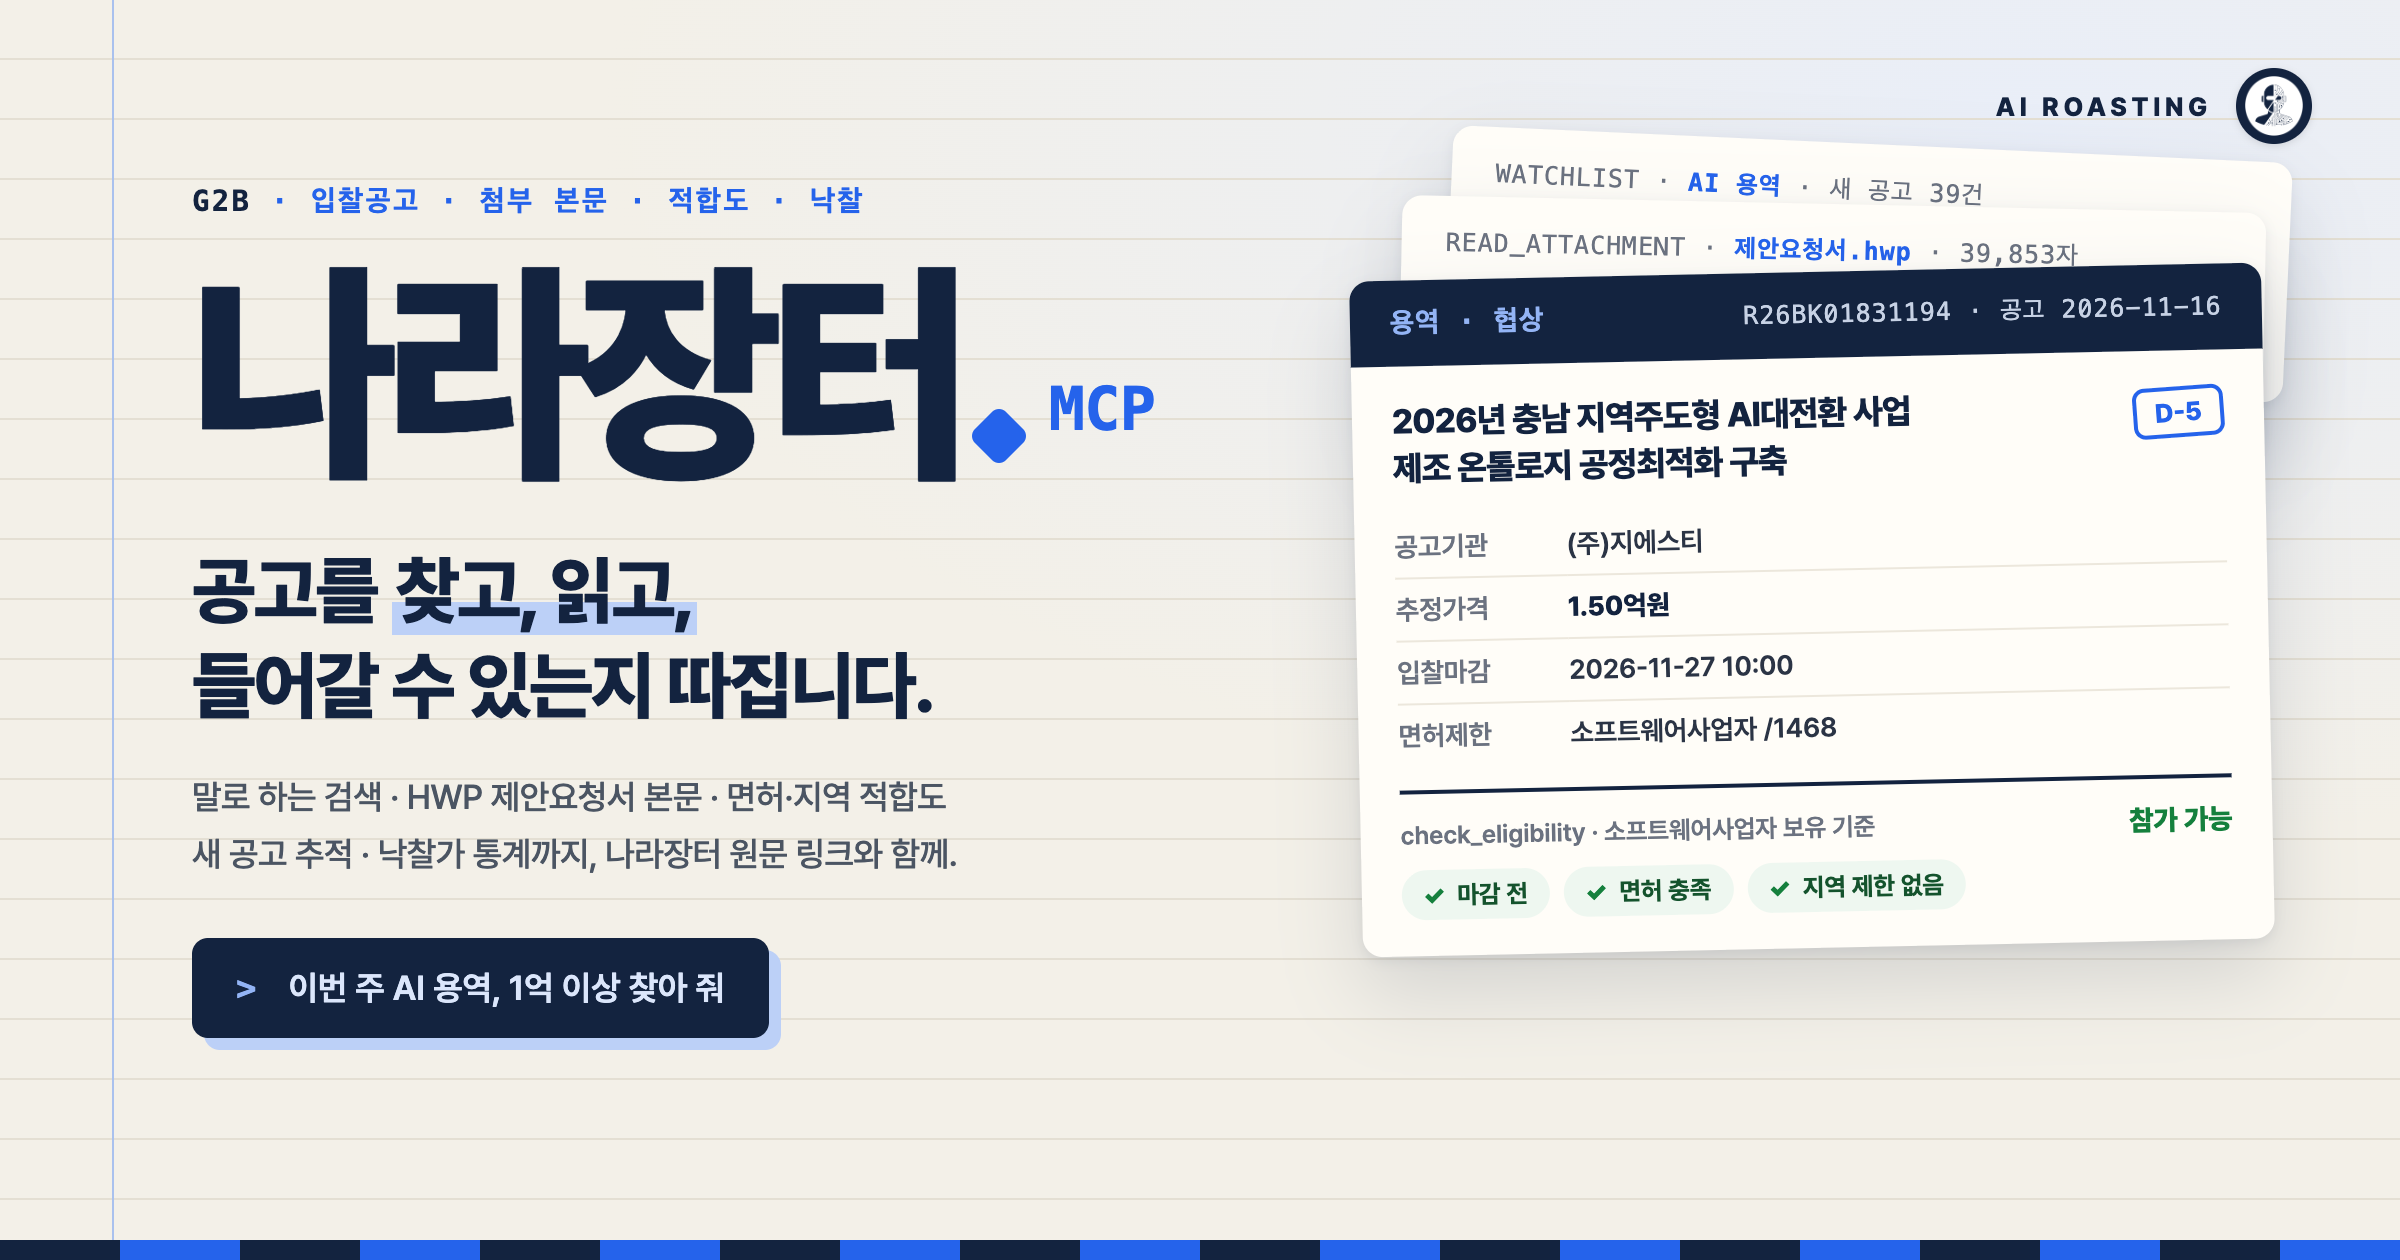 AI ROASTING
G2B · 입찰공고 · 첨부 본문 · 적합도 · 낙찰
나라장터 MCP
공고를 찾고, 읽고,
들어갈 수 있는지 따집니다.
말로 하는 검색 · HWP 제안요청서 본문 · 면허·지역 적합도
새 공고 추적 · 낙찰가 통계까지, 나라장터 원문 링크와 함께.
> 이번 주 AI 용역, 1억 이상 찾아 줘
WATCHLIST · AI 용역 · 새 공고 39건
READ_ATTACHMENT · 제안요청서.hwp · 39,853자
용역 · 협상 R26BK01831194 · 공고 2026-11-16
2026년 충남 지역주도형 AI대전환 사업
제조 온톨로지 공정최적화 구축
D-5
공고기관 (주)지에스티
추정가격 1.50억원
입찰마감 2026-11-27 10:00
면허제한 소프트웨어사업자 /1468
check_eligibility · 소프트웨어사업자 보유 기준 참가 가능
✓ 마감 전 ✓ 면허 충족 ✓ 지역 제한 없음